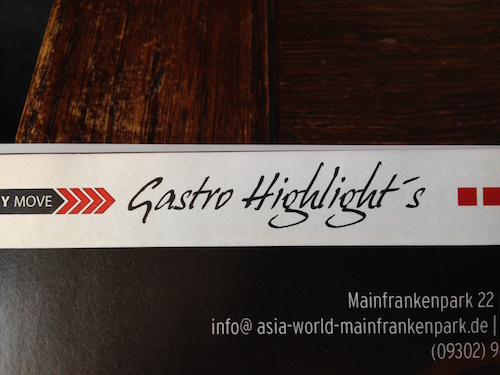 Y MOVE Gastro Highlight´s
Mainfrankenpark 22
info@ asia-world-mainfrankenpark.de |
(09302) 9